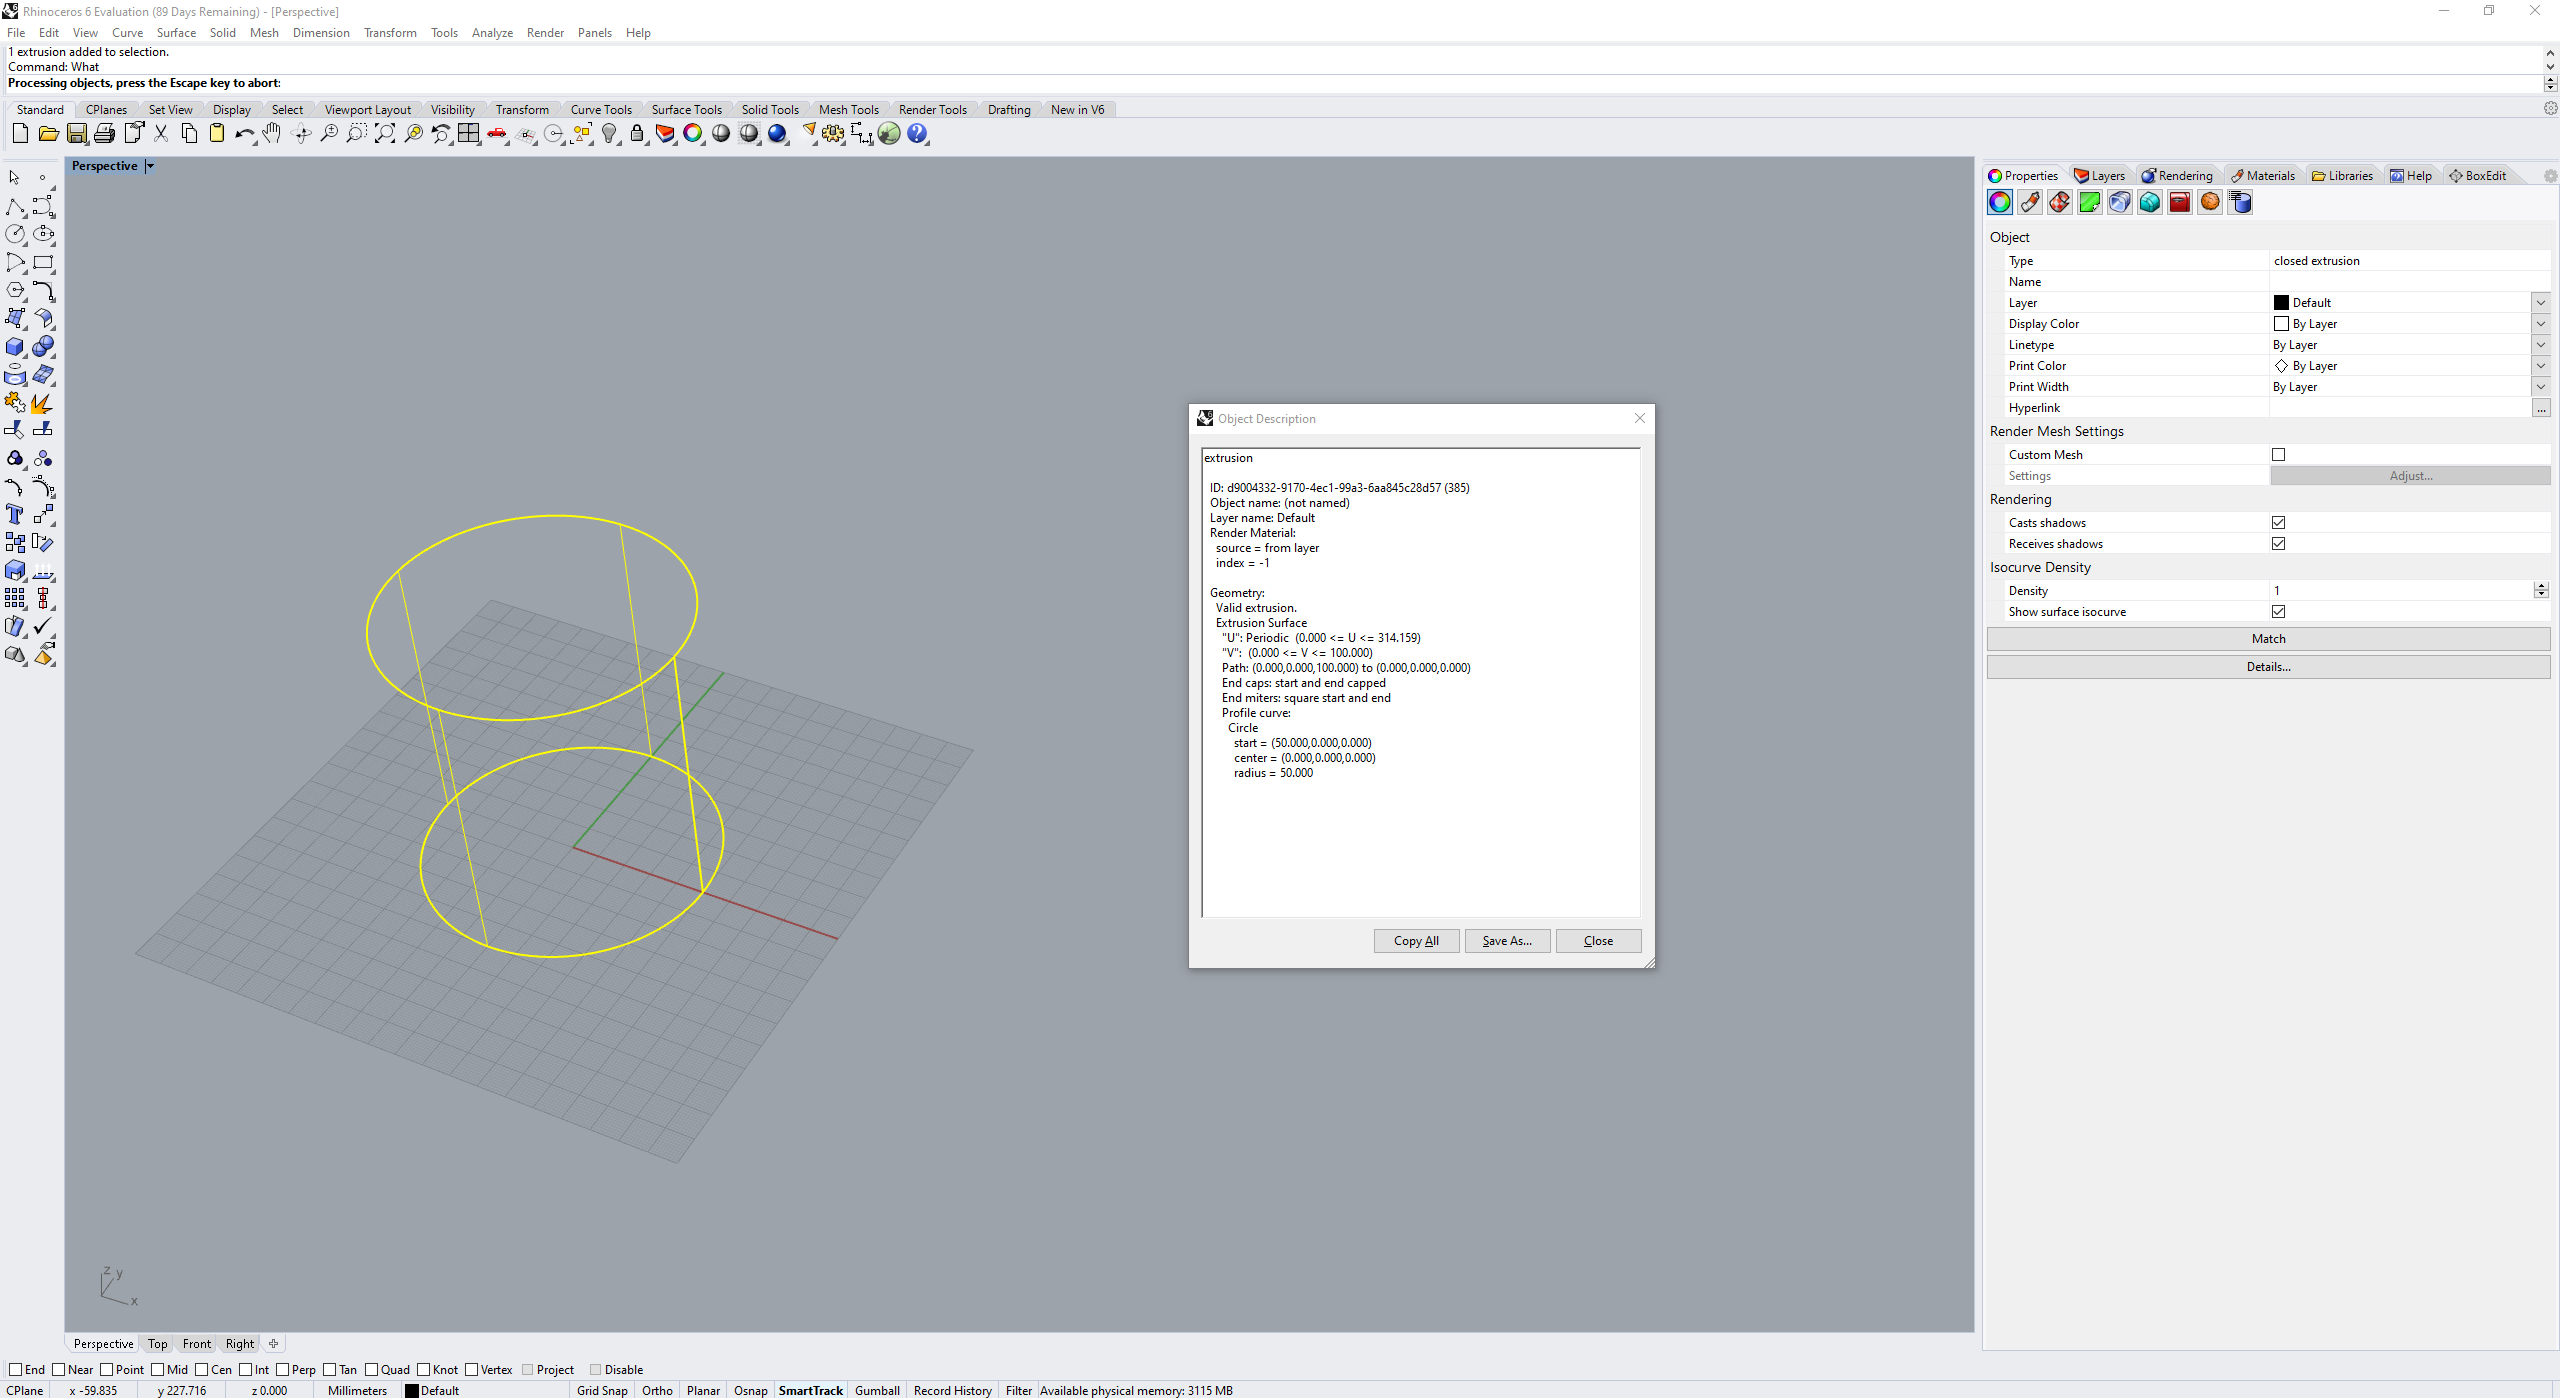 Rhinoceros 6 Evaluation (89 Days Remaining) - [Perspective]
File Edit View Curve Surface Solid Mesh Dimension Transform Tools Analyze Render Panels Help
1 extrusion added to selection.
Command: What
Processing objects, press the Escape key to abort:
Standard CPlanes Set View Display Select Viewport Layout Visibility Transform Curve Tools Surface Tools Solid Tools Mesh Tools Render Tools Drafting New in V6
Perspective
Object Description
extrusion
ID: d9004332-9170-4ec1-99a3-6aa845c28d57 (385)
Object name: (not named)
Layer name: Default
Render Material:
source = from layer
index = -1
Geometry:
Valid extrusion.
Extrusion Surface
"U": Periodic (0.000 <= U <= 314.159)
"V": (0.000 <= V <= 100.000)
Path: (0.000,0.000,100.000) to (0.000,0.000,0.000)
End caps: start and end capped
End miters: square start and end
Profile curve:
Circle
start = (50.000,0.000,0.000)
center = (0.000,0.000,0.000)
radius = 50.000
Copy All Save As... Close
Properties Layers Rendering Materials Libraries Help BoxEdit
Object
Type closed extrusion
Name
Layer Default
Display Color By Layer
Linetype By Layer
Print Color By Layer
Print Width By Layer
Hyperlink ...
Render Mesh Settings
Custom Mesh
Settings Adjust...
Rendering
Casts shadows
Receives shadows
Isocurve Density
Density 1
Show surface isocurve
Match
Details...
z y
x
Perspective Top Front Right
End Near Point Mid Cen Int Perp Tan Quad Knot Vertex Project Disable
CPlane x -59.835 y 227.716 z 0.000 Millimeters Default Grid Snap Ortho Planar Osnap SmartTrack Gumball Record History Filter Available physical memory: 3115 MB